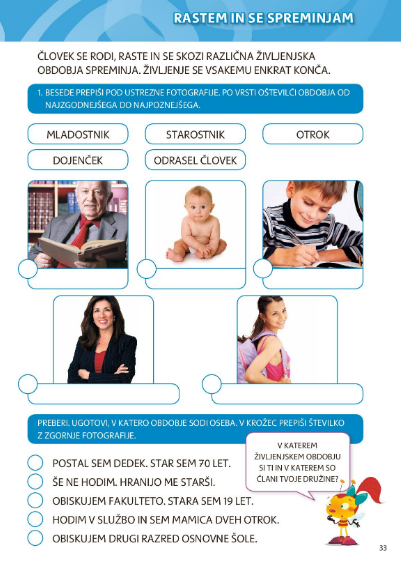 RASTEM IN SE SPREMINJAM
ČLOVEK SE RODI, RASTE IN SE SKOZI RAZLIČNA ŽIVLJENJSKA
OBDOBJA SPREMINJA. ŽIVLJENJE SE VSAKEMU ENKRAT KONČA.
1. BESEDE PREPIŠI POD USTREZNE FOTOGRAFIJE. PO VRSTI OŠTEVILČI OBDOBJA OD
NAJZGODNEJŠEGA DO NAJPOZNEJŠEGA.
MLADOSTNIK STAROSTNIK OTROK
DOJENČEK ODRASEL ČLOVEK
PREBERI. UGOTOVI, V KATERO OBDOBJE SODI OSEBA. V KROŽEC PREPIŠI ŠTEVILKO
Z ZGORNJE FOTOGRAFIJE.
POSTAL SEM DEDEK. STAR SEM 70 LET.
ŠE NE HODIM. HRANIJO ME STARŠI.
OBISKUJEM FAKULTETO. STARA SEM 19 LET.
HODIM V SLUŽBO IN SEM MAMICA DVEH OTROK.
OBISKUJEM DRUGI RAZRED OSNOVNE ŠOLE.
V KATEREM
ŽIVLJENJSKEM OBDOBJU
SI TI IN V KATEREM SO
ČLANI TVOJE DRUŽINE?
33